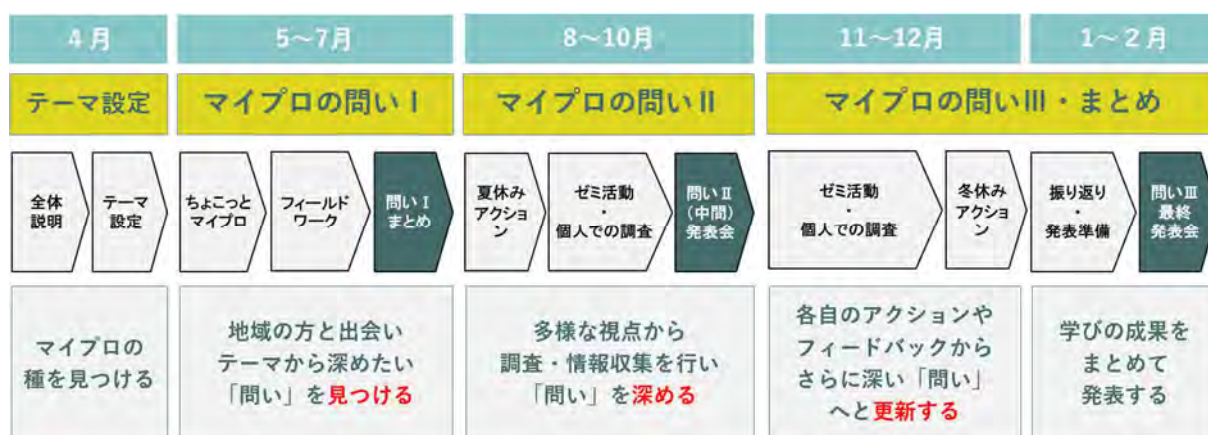 4月
5～7月
8～10月
11～12月
1～2月
テーマ設定
マイプロの問いⅠ
マイプロの問いⅡ
マイプロの問いⅢ・まとめ
全体
説明
テーマ
設定
ちょこっと
マイプロ
フィールド
ワーク
問いⅠ
まとめ
夏休み
アクショ
ン
ゼミ活動
・
個人での調査
問いⅡ
(中間)
発表会
ゼミ活動
・
個人での調査
冬休み
アクショ
ン
振り返り
・
発表準備
問いⅢ
最終
発表会
マイプロの
種を見つける
地域の方と出会い
テーマから深めたい
「問い」を見つける
多様な視点から
調査・情報収集を行い
「問い」を深める
各自のアクションや
フィードバックから
さらに深い「問い」
へと更新する
学びの成果を
まとめて
発表する